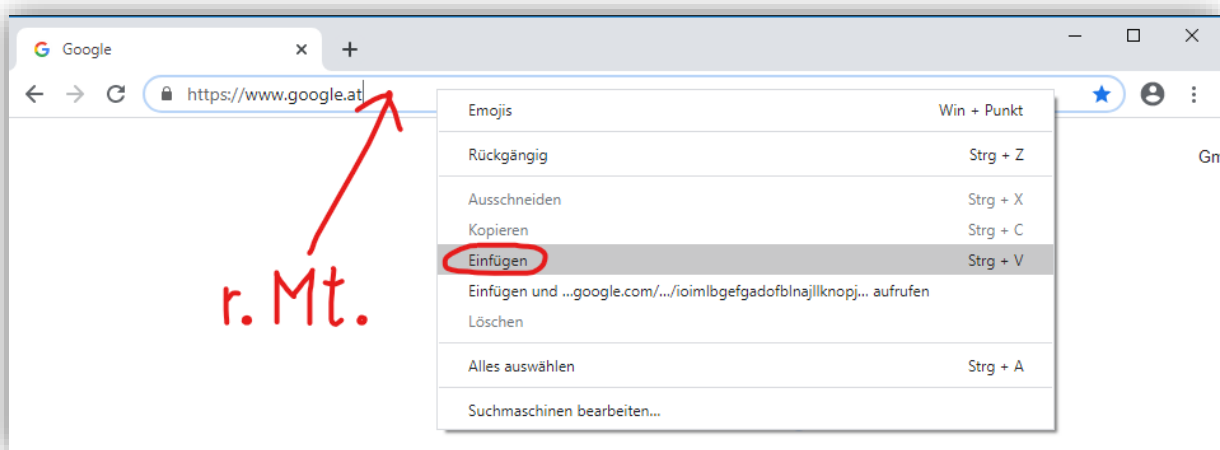 Google
https://www.google.at
Gm
Emojis Win + Punkt
Rückgängig Strg + Z
Ausschneiden Strg + X
Kopieren Strg + C
Einfügen Strg + V
Einfügen und ...google.com/.../ioimlbgefgadofblnajllknopj... aufrufen
Löschen
Alles auswählen Strg + A
Suchmaschinen bearbeiten...
r. Mt.